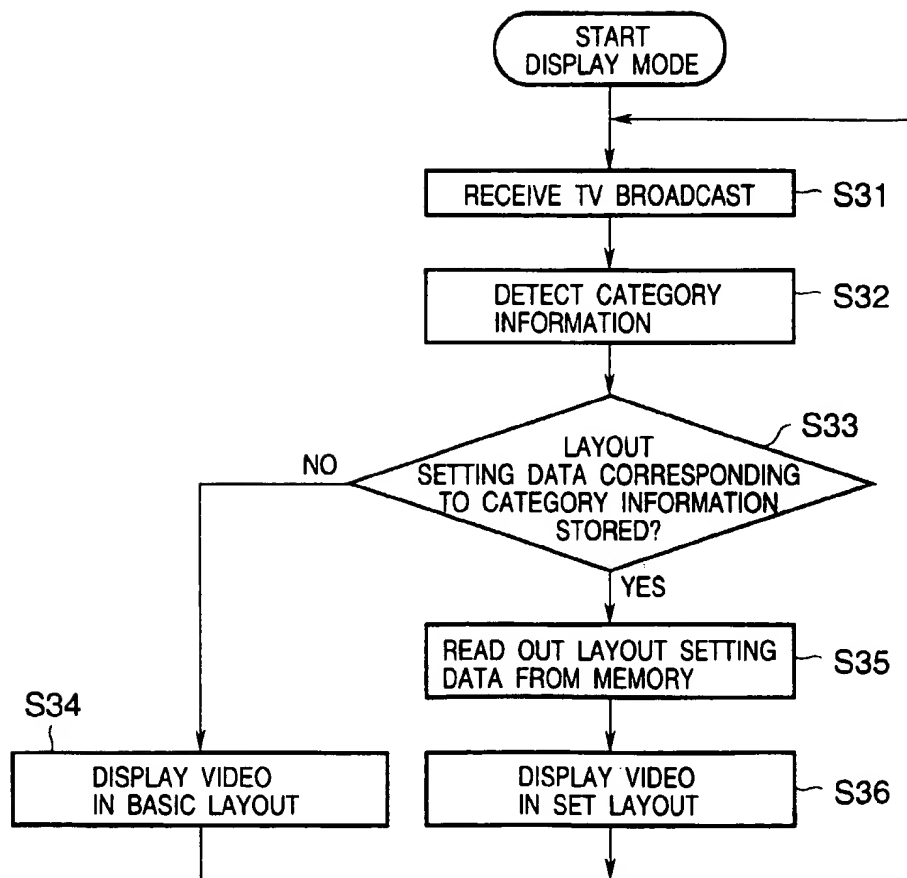 START
DISPLAY MODE
RECEIVE TV BROADCAST
S31
DETECT CATEGORY
INFORMATION
S32
S33
LAYOUT
SETTING DATA CORRESPONDING
TO CATEGORY INFORMATION
STORED?
NO
YES
READ OUT LAYOUT SETTING
DATA FROM MEMORY
S35
S34
DISPLAY VIDEO
IN BASIC LAYOUT
DISPLAY VIDEO
IN SET LAYOUT
S36